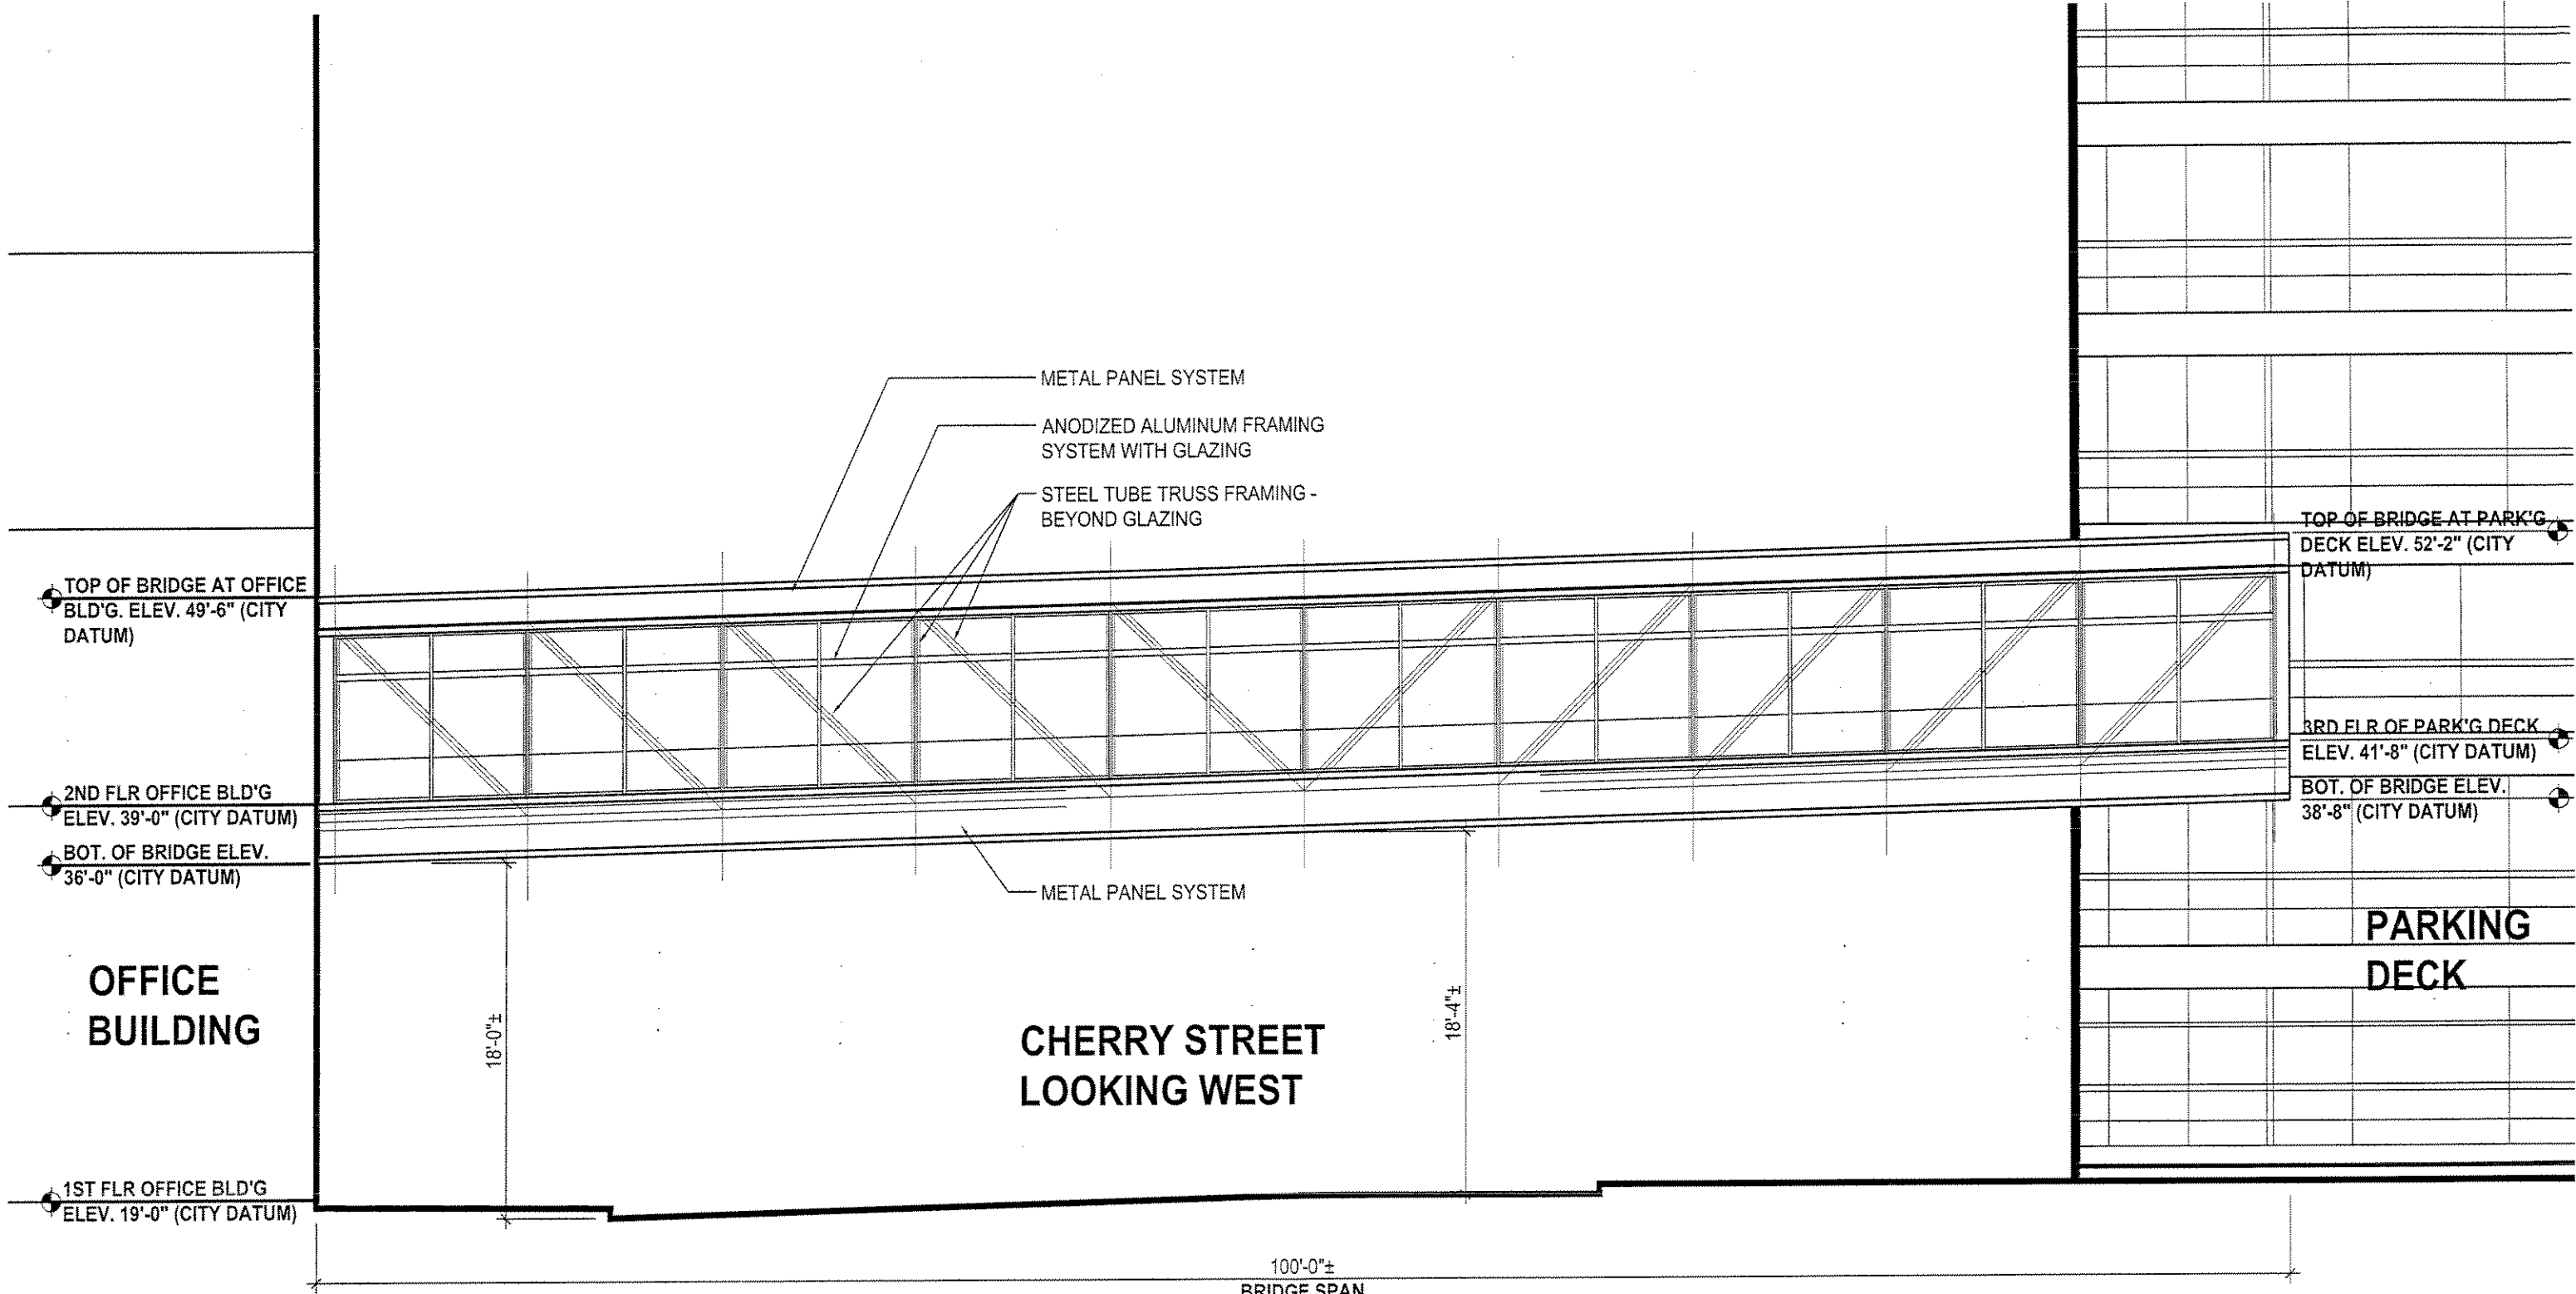 METAL PANEL SYSTEM
ANODIZED ALUMINUM FRAMING
SYSTEM WITH GLAZING
STEEL TUBE TRUSS FRAMING -
BEYOND GLAZING
TOP OF BRIDGE AT OFFICE
BLD'G. ELEV. 49'-6" (CITY
DATUM)
2ND FLR OFFICE BLD'G
ELEV. 39'-0" (CITY DATUM)
BOT. OF BRIDGE ELEV.
36'-0" (CITY DATUM)
OFFICE
BUILDING
1ST FLR OFFICE BLD'G
ELEV. 19'-0" (CITY DATUM)
18'-0"±
METAL PANEL SYSTEM
CHERRY STREET
LOOKING WEST
18'-4"±
TOP OF BRIDGE AT PARK'G
DECK ELEV. 52'-2" (CITY
DATUM)
3RD FLR OF PARK'G DECK
ELEV. 41'-8" (CITY DATUM)
BOT. OF BRIDGE ELEV.
38'-8" (CITY DATUM)
PARKING
DECK
100'-0"±
BRIDGE SPAN